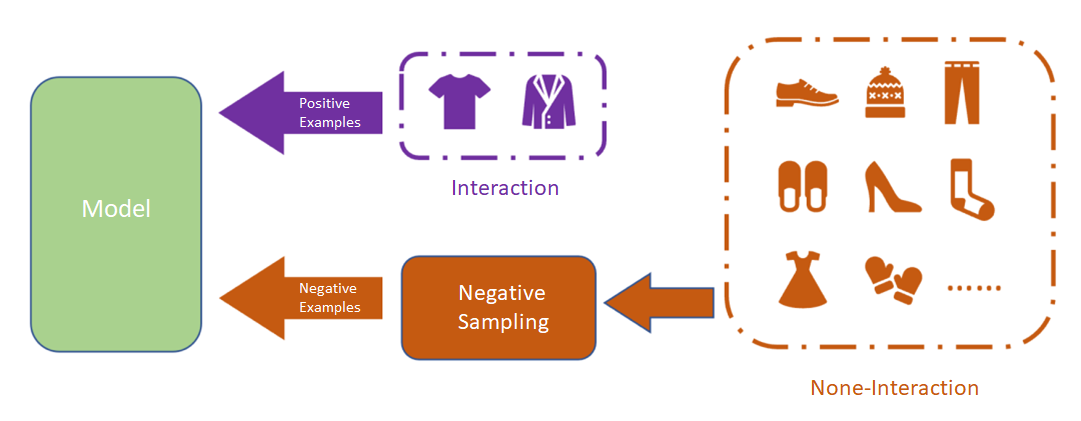 Model
Positive
Examples
Interaction
Negative
Examples
Negative
Sampling
......
None-Interaction